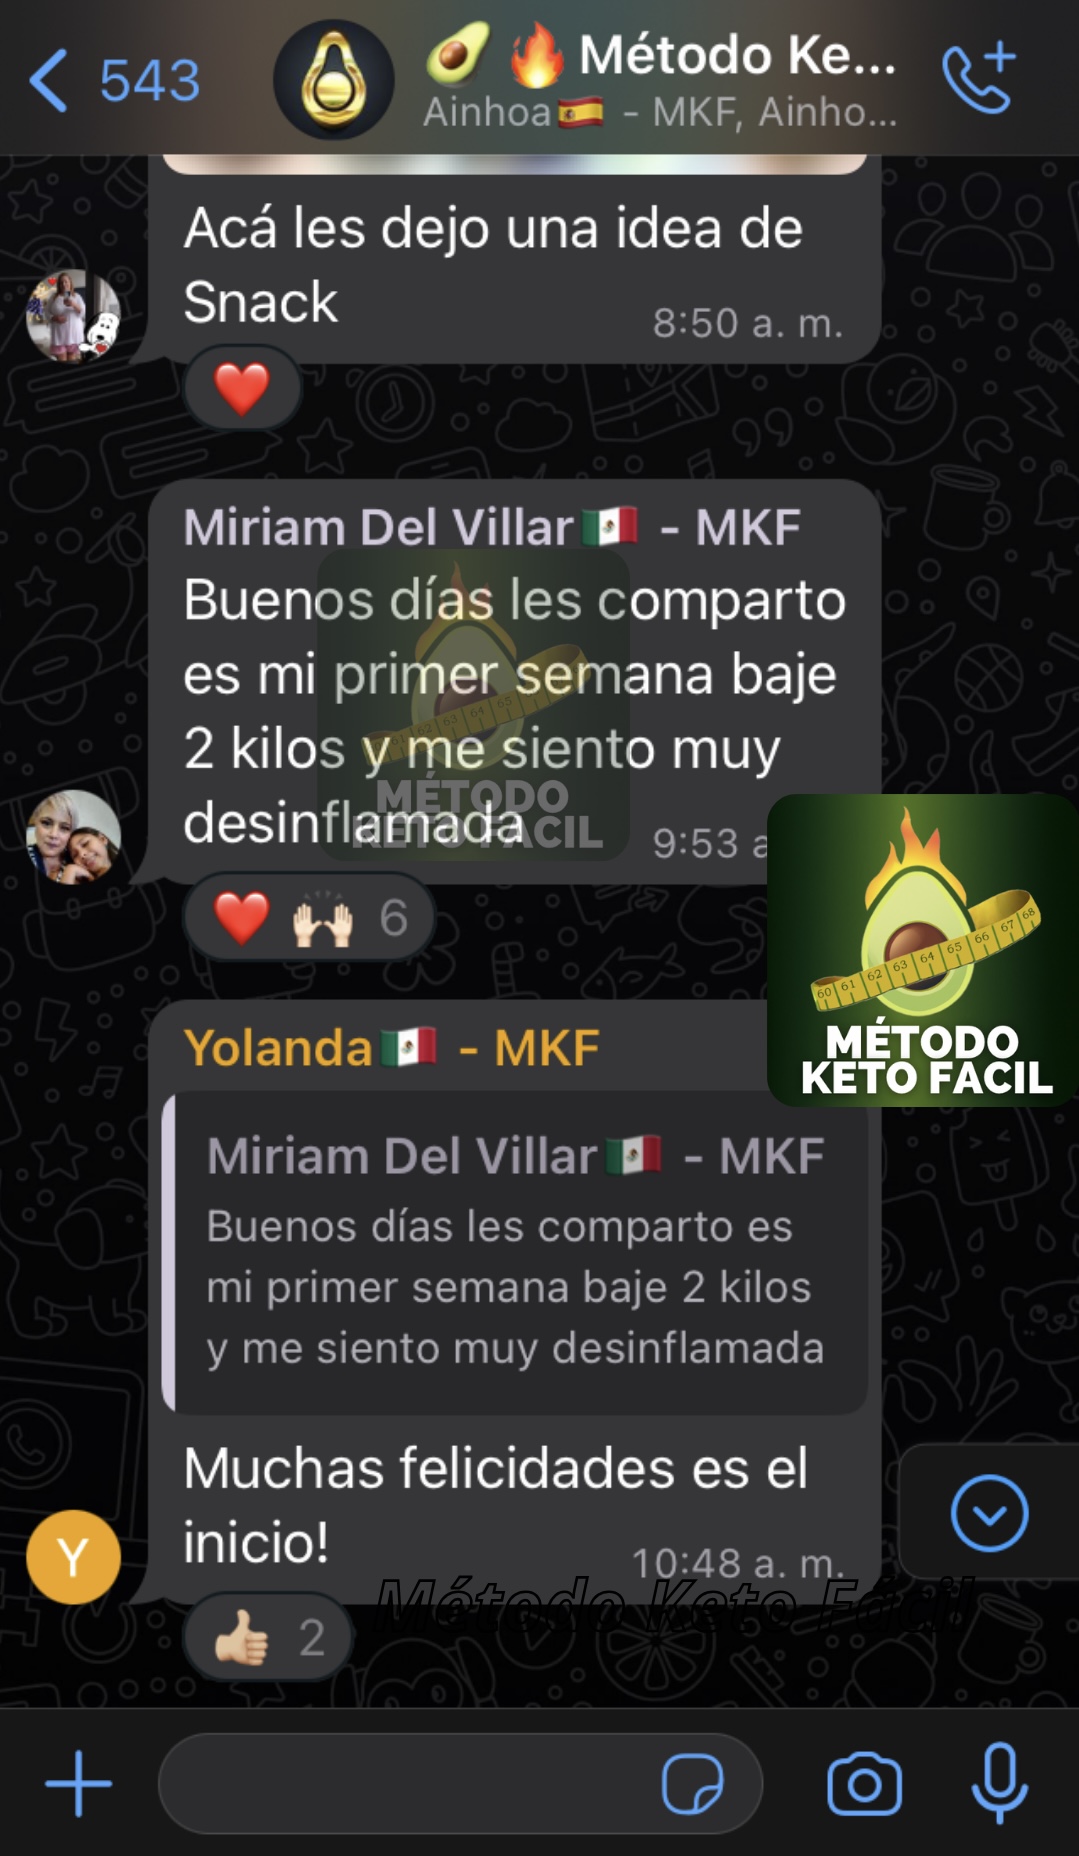 543
🥑 🔥 Método Ke...
Ainhoa🇪🇸 - MKF, Ainho...
Acá les dejo una idea de
Snack
8:50 a. m.
❤️
Miriam Del Villar🇲🇽 - MKF
Buenos días les comparto
es mi primer semana baje
2 kilos y me siento muy
desinflamada
9:53 a
MÉTODO
KETO FACIL
❤️ 🙌🏻 6
60 61 62 63 64 65 66 67 68
MÉTODO
KETO FACIL
Yolanda🇲🇽 - MKF
Miriam Del Villar🇲🇽 - MKF
Buenos días les comparto es
mi primer semana baje 2 kilos
y me siento muy desinflamada
Muchas felicidades es el
inicio!
10:48 a. m.
Y
Método Keto Fácil
👍🏼 2